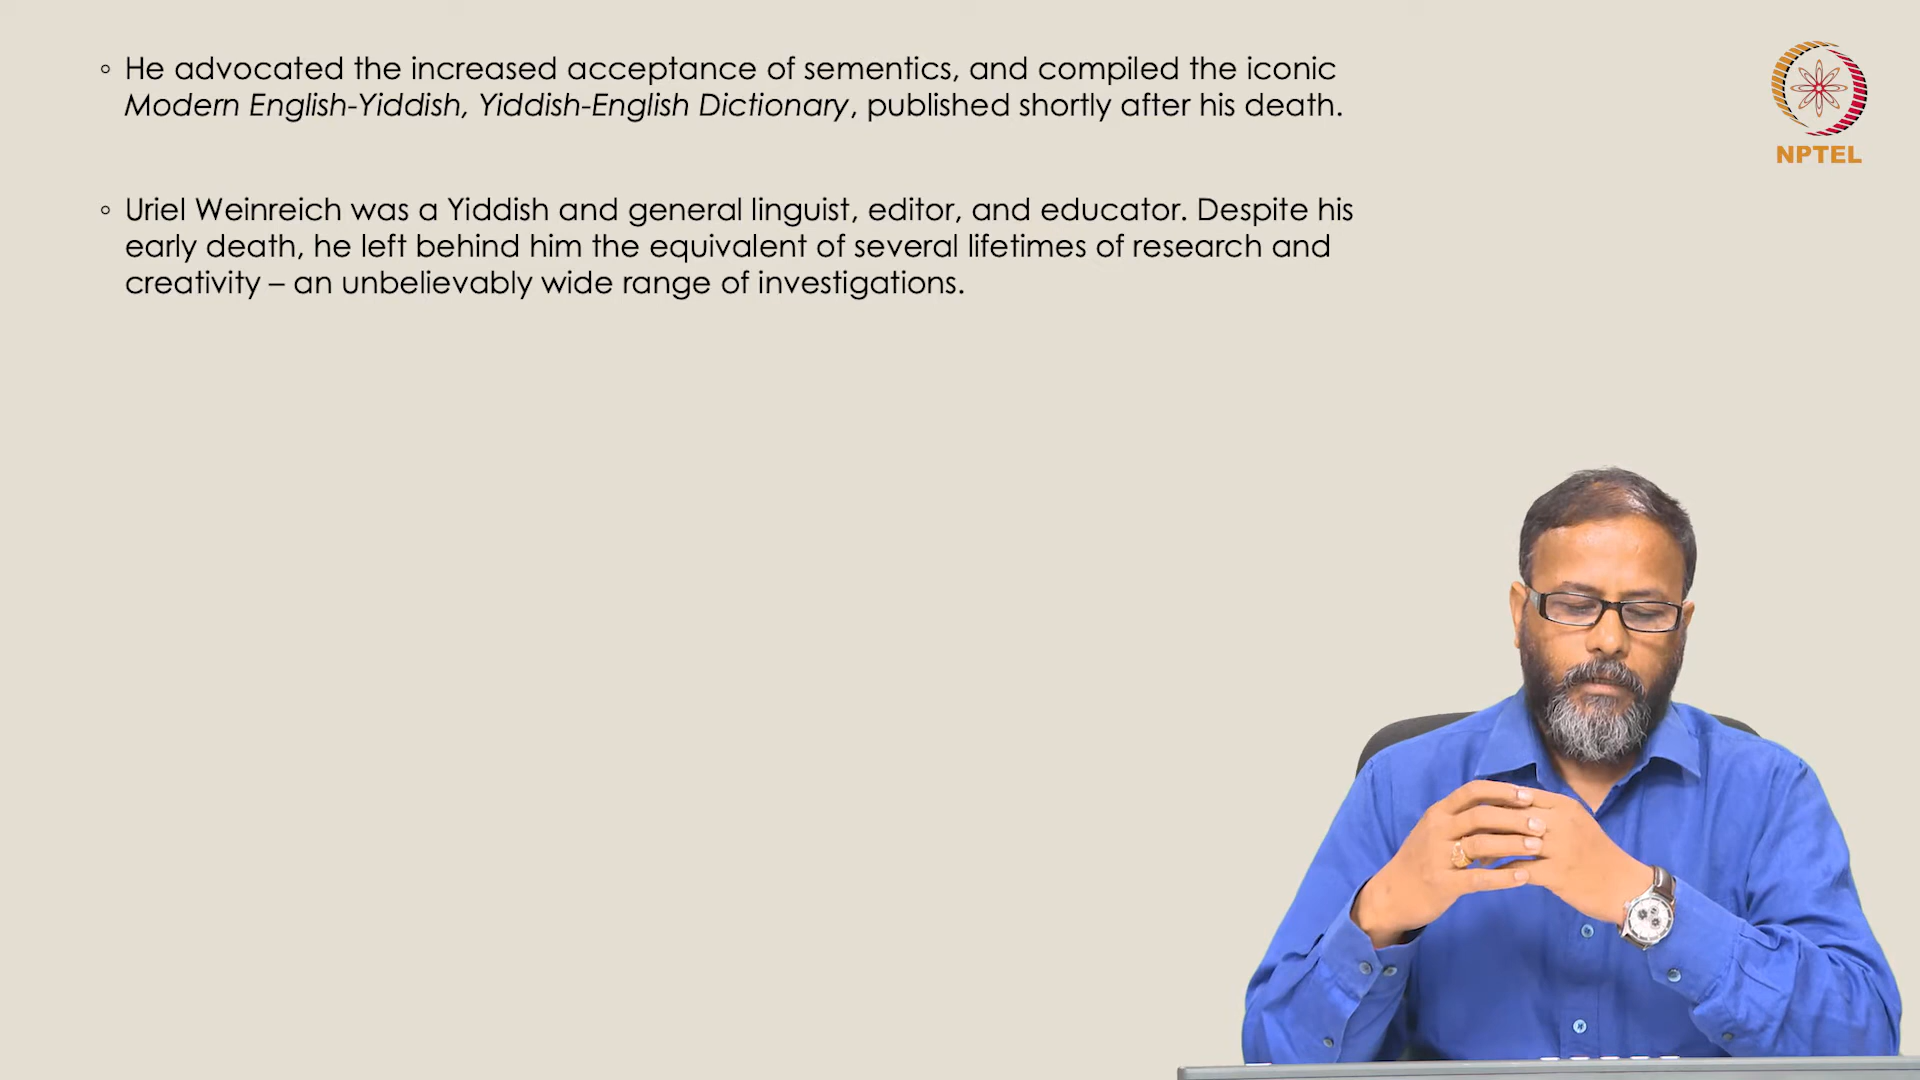 ◦ He advocated the increased acceptance of sementics, and compiled the iconic
Modern English-Yiddish, Yiddish-English Dictionary, published shortly after his death.
◦ Uriel Weinreich was a Yiddish and general linguist, editor, and educator. Despite his
early death, he left behind him the equivalent of several lifetimes of research and
creativity – an unbelievably wide range of investigations.
NPTEL